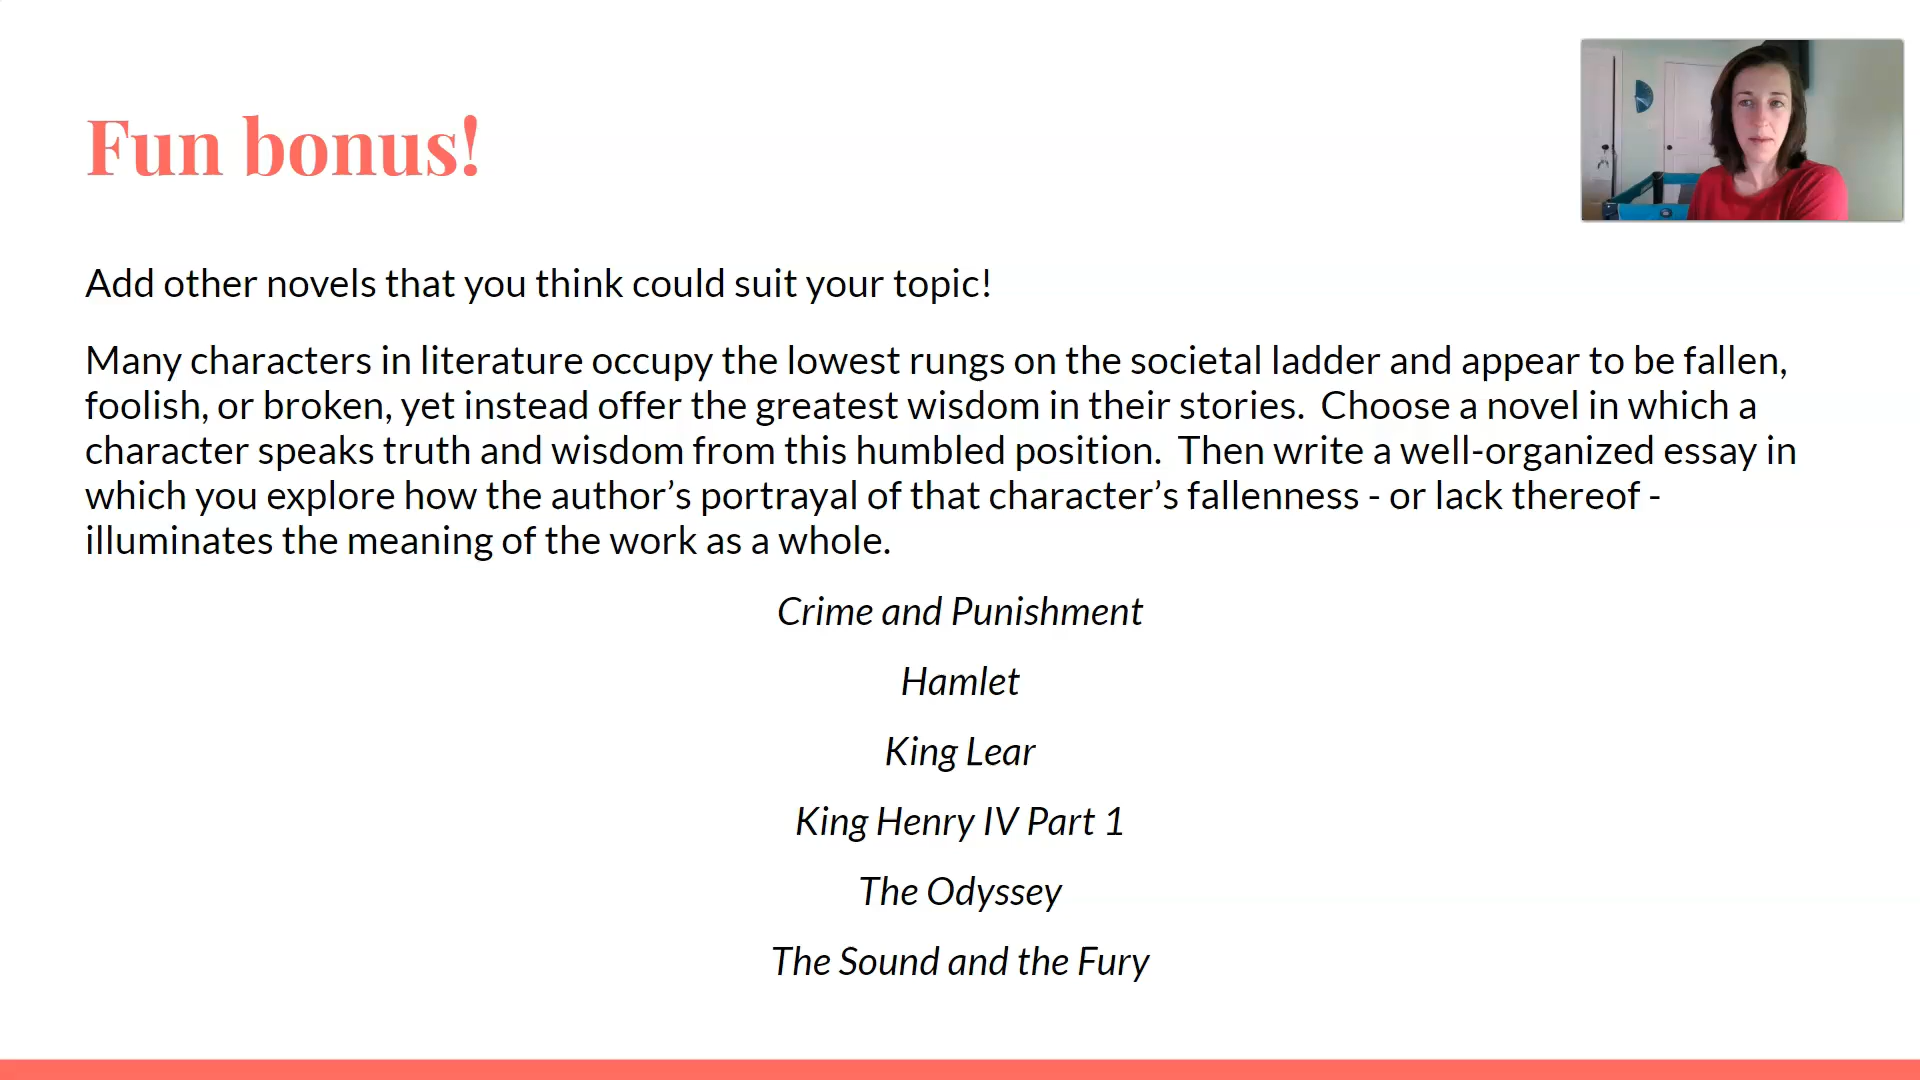 Fun bonus!
Add other novels that you think could suit your topic!
Many characters in literature occupy the lowest rungs on the societal ladder and appear to be fallen,
foolish, or broken, yet instead offer the greatest wisdom in their stories.  Choose a novel in which a
character speaks truth and wisdom from this humbled position.  Then write a well-organized essay in
which you explore how the author’s portrayal of that character’s fallenness - or lack thereof -
illuminates the meaning of the work as a whole.
Crime and Punishment
Hamlet
King Lear
King Henry IV Part 1
The Odyssey
The Sound and the Fury